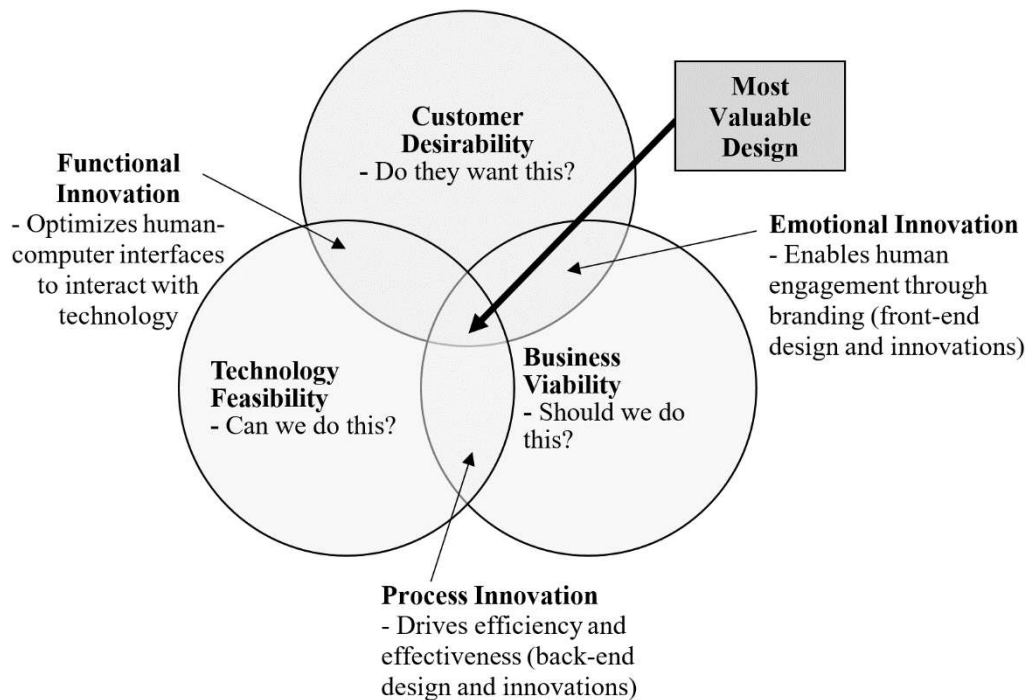 Customer
Desirability
- Do they want this?
Most
Valuable
Design
Functional
Innovation
- Optimizes human-
computer interfaces
to interact with
technology
Emotional Innovation
- Enables human
engagement through
branding (front-end
design and innovations)
Technology
Feasibility
- Can we do this?
Business
Viability
- Should we do
this?
Process Innovation
- Drives efficiency and
effectiveness (back-end
design and innovations)